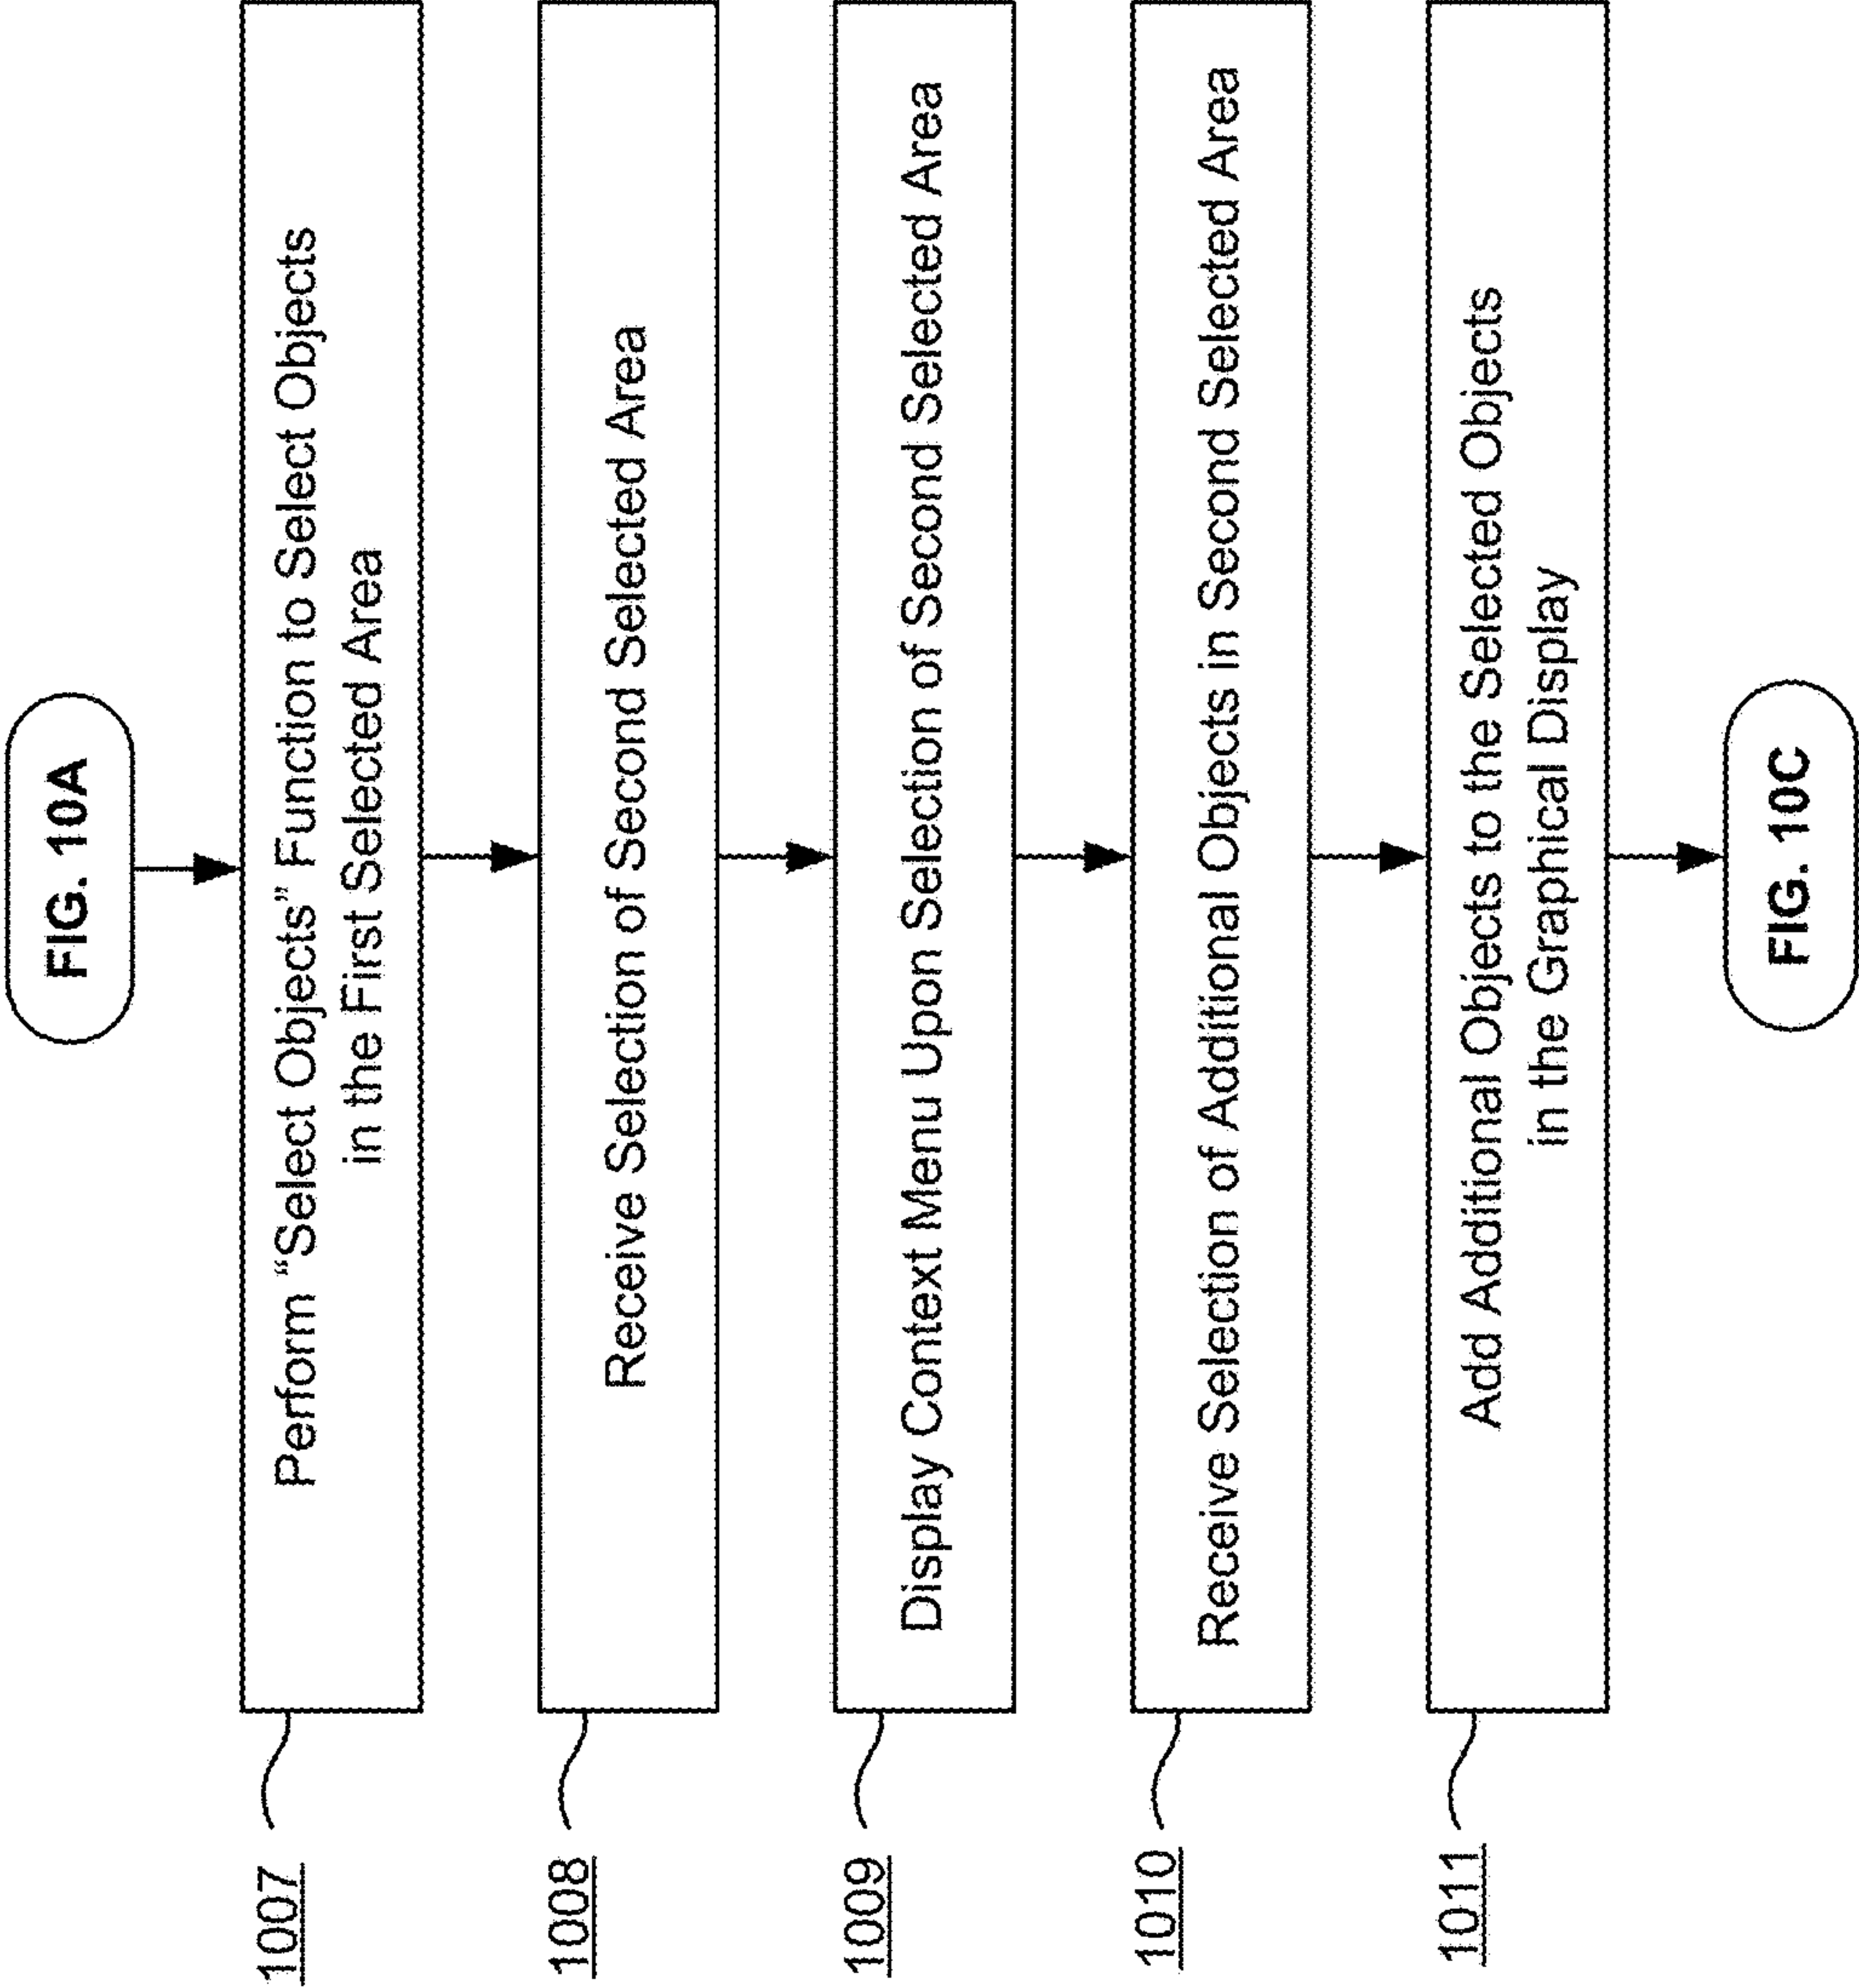 FIG. 10A
1007
Perform “Select Objects” Function to Select Objects
in the First Selected Area
1008
Receive Selection of Second Selected Area
1009
Display Context Menu Upon Selection of Second Selected Area
1010
Receive Selection of Additional Objects in Second Selected Area
1011
Add Additional Objects to the Selected Objects
in the Graphical Display
FIG. 10C